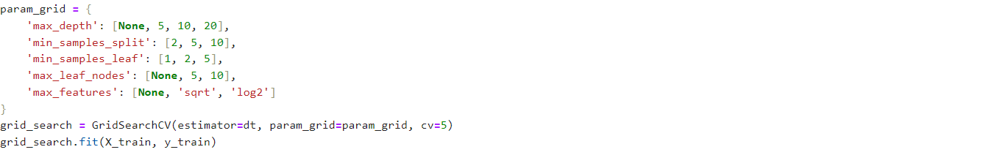 param_grid = {
    'max_depth': [None, 5, 10, 20],
    'min_samples_split': [2, 5, 10],
    'min_samples_leaf': [1, 2, 5],
    'max_leaf_nodes': [None, 5, 10],
    'max_features': [None, 'sqrt', 'log2']
}
grid_search = GridSearchCV(estimator=dt, param_grid=param_grid, cv=5)
grid_search.fit(X_train, y_train)